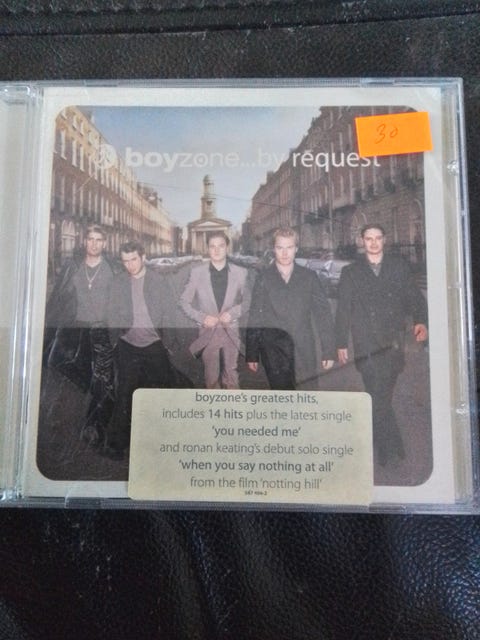 30
boyzone...by request
boyzone's greatest hits,
includes 14 hits plus the latest single
'you needed me'
and ronan keating's debut solo single
'when you say nothing at all'
from the film 'notting hill'